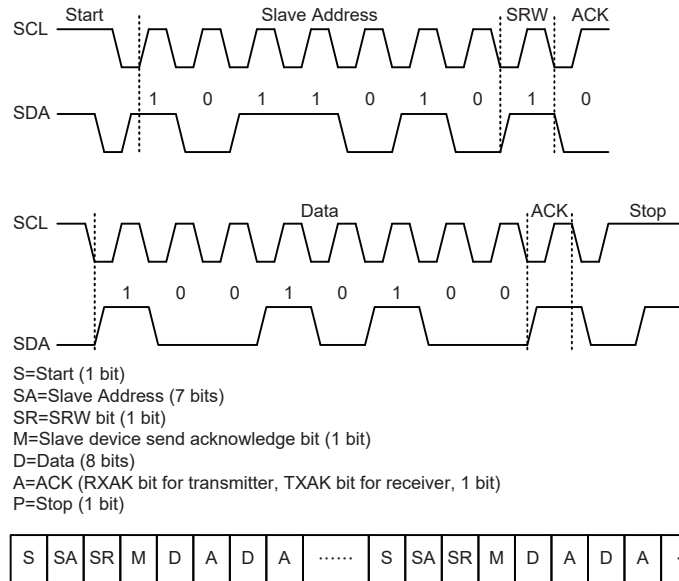 Start Slave Address SRW ACK
SCL
1 0 1 1 0 1 0 1 0
SDA
Data ACK Stop
SCL
1 0 0 1 0 1 0 0
SDA
S=Start (1 bit)
SA=Slave Address (7 bits)
SR=SRW bit (1 bit)
M=Slave device send acknowledge bit (1 bit)
D=Data (8 bits)
A=ACK (RXAK bit for transmitter, TXAK bit for receiver, 1 bit)
P=Stop (1 bit)
S SA SR M D A D A ...... S SA SR M D A D A